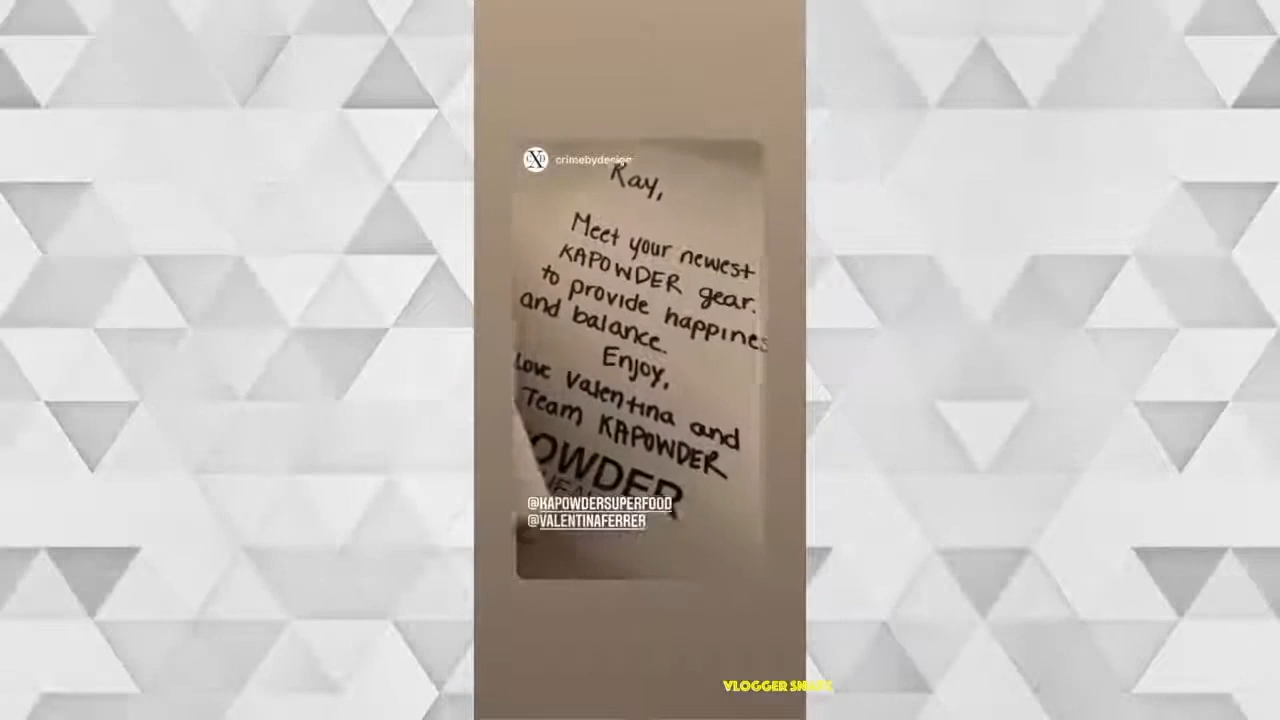 crimebydesign
Ray,
Meet your newest
KAPOWDER gear.
to provide happines
and balance.
Enjoy,
Love Valentina and
Team KAPOWDER
OWDER
@KAPOWDERSUPERFOOD
@VALENTINAFERRER
VLOGGER